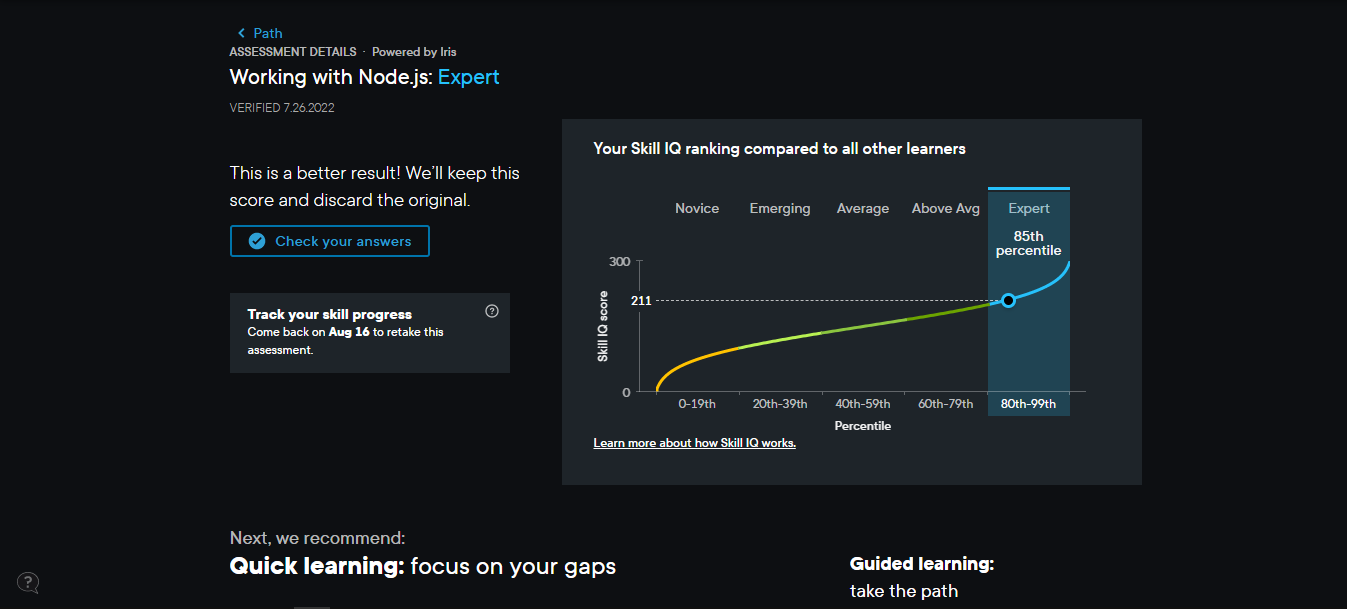 Path
ASSESSMENT DETAILS · Powered by Iris
Working with Node.js: Expert
VERIFIED 7.26.2022
This is a better result! We'll keep this
score and discard the original.
Check your answers
Track your skill progress
?
Come back on Aug 16 to retake this
assessment.
Your Skill IQ ranking compared to all other learners
Novice Emerging Average Above Avg Expert
85th
percentile
300
211
0
Skill IQ score
0-19th 20th-39th 40th-59th 60th-79th 80th-99th
Percentile
Learn more about how Skill IQ works.
Next, we recommend:
Quick learning: focus on your gaps
Guided learning:
take the path
?